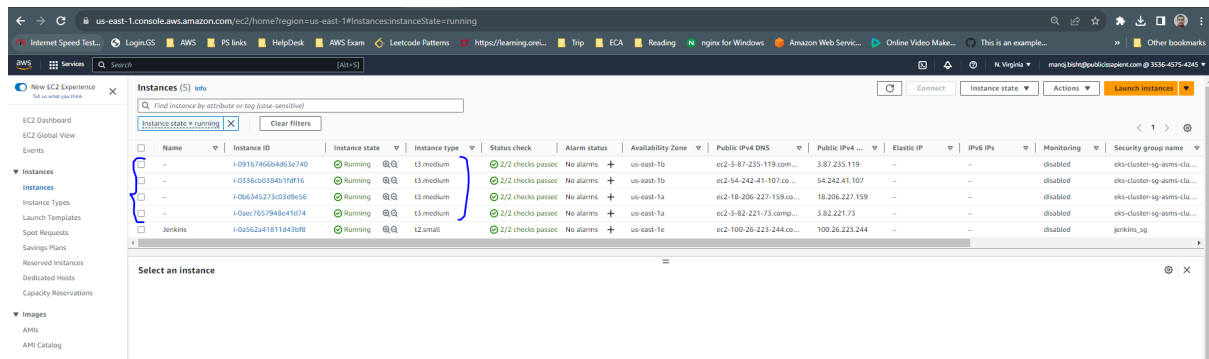 us-east-1.console.aws.amazon.com/ec2/home?region=us-east-1#Instances:instanceState=running
Internet Speed Test... Login.GS AWS PS links HelpDesk AWS Exam Leetcode Patterns https://learning.orei... Trip ECA Reading nginx for Windows Amazon Web Servic... Online Video Make... This is an example... » Other bookmarks
aws Services Search [Alt+S] N. Virginia manoj.bisht@publicissapient.com @ 3536-4575-4245
New EC2 Experience
Tell us what you think
EC2 Dashboard
EC2 Global View
Events
Instances
Instances
Instance Types
Launch Templates
Spot Requests
Savings Plans
Reserved Instances
Dedicated Hosts
Capacity Reservations
Images
AMIs
AMI Catalog
Instances (5) Info
Connect Instance state Actions Launch instances
Find instance by attribute or tag (case-sensitive)
Instance state = running Clear filters
1
Name Instance ID Instance state Instance type Status check Alarm status Availability Zone Public IPv4 DNS Public IPv4 ... Elastic IP IPv6 IPs Monitoring Security group name
– i-091b7466b4d63e740 Running t3.medium 2/2 checks passed No alarms + us-east-1b ec2-3-87-235-119.com... 3.87.235.119 – – disabled eks-cluster-sg-asms-clu...
– i-0336cb0384b1fdf16 Running t3.medium 2/2 checks passed No alarms + us-east-1b ec2-54-242-41-107.co... 54.242.41.107 – – disabled eks-cluster-sg-asms-clu...
– i-0b6345273c03d9e56 Running t3.medium 2/2 checks passed No alarms + us-east-1a ec2-18-206-227-159.co... 18.206.227.159 – – disabled eks-cluster-sg-asms-clu...
– i-0aec7657948e41d74 Running t3.medium 2/2 checks passed No alarms + us-east-1a ec2-3-82-221-73.comp... 3.82.221.73 – – disabled eks-cluster-sg-asms-clu...
Jenkins i-0a562a41811d43bf8 Running t2.small 2/2 checks passed No alarms + us-east-1e ec2-100-26-223-244.co... 100.26.223.244 – – disabled jenkins_sg
Select an instance